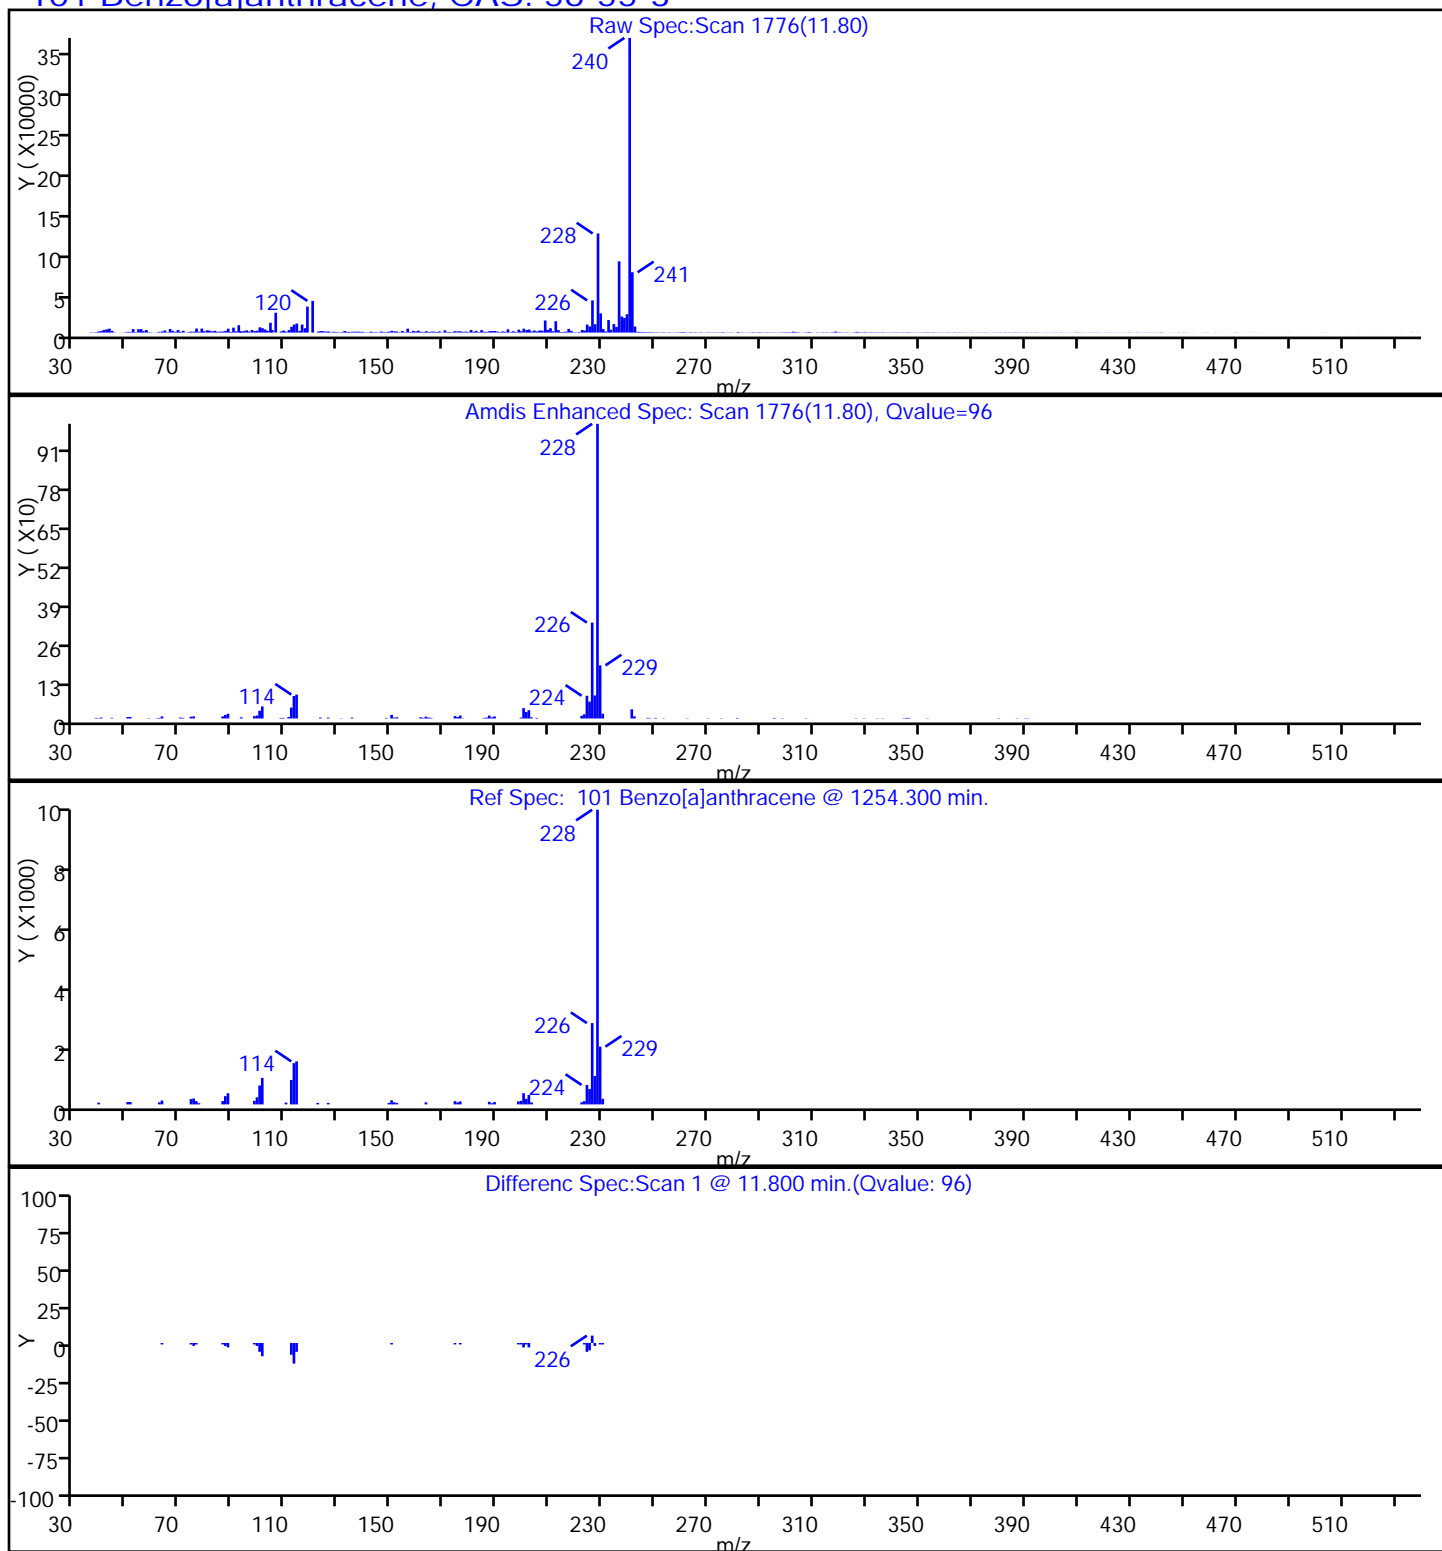 101 Benzo[a]anthracene, CAS: 56-55-3
Raw Spec:Scan 1776(11.80)
Y ( X10000)
35
30
25
20
15
10
5
0
240
228
241
226
120
30 70 110 150 190 230 270 310 350 390 430 470 510
m/z
Amdis Enhanced Spec: Scan 1776(11.80), Qvalue=96
Y ( X10)
91
78
65
52
39
26
13
0
228
226
229
224
114
30 70 110 150 190 230 270 310 350 390 430 470 510
m/z
Ref Spec: 101 Benzo[a]anthracene @ 1254.300 min.
Y ( X1000)
10
8
6
4
2
0
228
226
229
224
114
30 70 110 150 190 230 270 310 350 390 430 470 510
m/z
Differenc Spec:Scan 1 @ 11.800 min.(Qvalue: 96)
Y
100
75
50
25
0
-25
-50
-75
-100
226
30 70 110 150 190 230 270 310 350 390 430 470 510
m/z